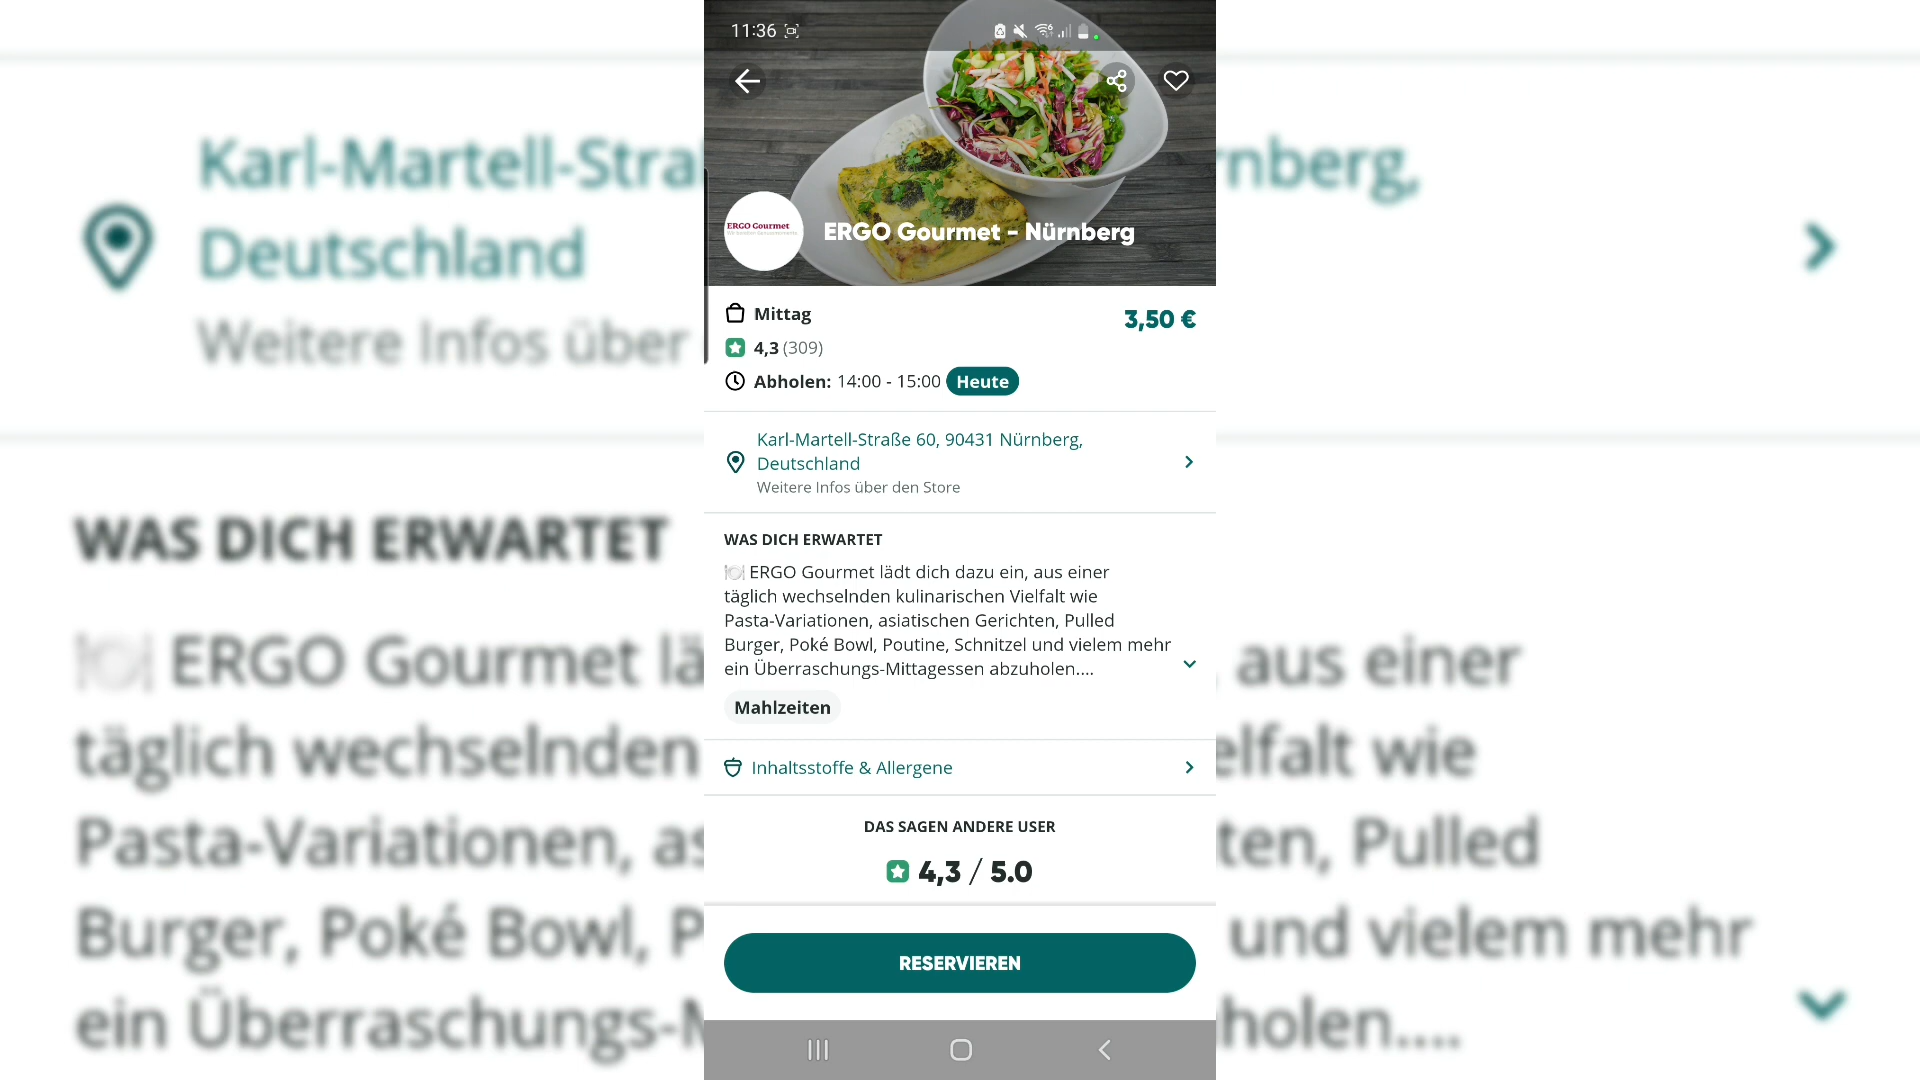 11:36
ERGO Gourmet
ERGO Gourmet - Nürnberg
Mittag
3,50 €
4,3 (309)
Abholen: 14:00 - 15:00 Heute
Karl-Martell-Straße 60, 90431 Nürnberg,
Deutschland
Weitere Infos über den Store
WAS DICH ERWARTET
🍽 ERGO Gourmet lädt dich dazu ein, aus einer
täglich wechselnden kulinarischen Vielfalt wie
Pasta-Variationen, asiatischen Gerichten, Pulled
Burger, Poké Bowl, Poutine, Schnitzel und vielem mehr
ein Überraschungs-Mittagessen abzuholen....
Mahlzeiten
Inhaltsstoffe & Allergene
DAS SAGEN ANDERE USER
4,3 / 5.0
RESERVIEREN